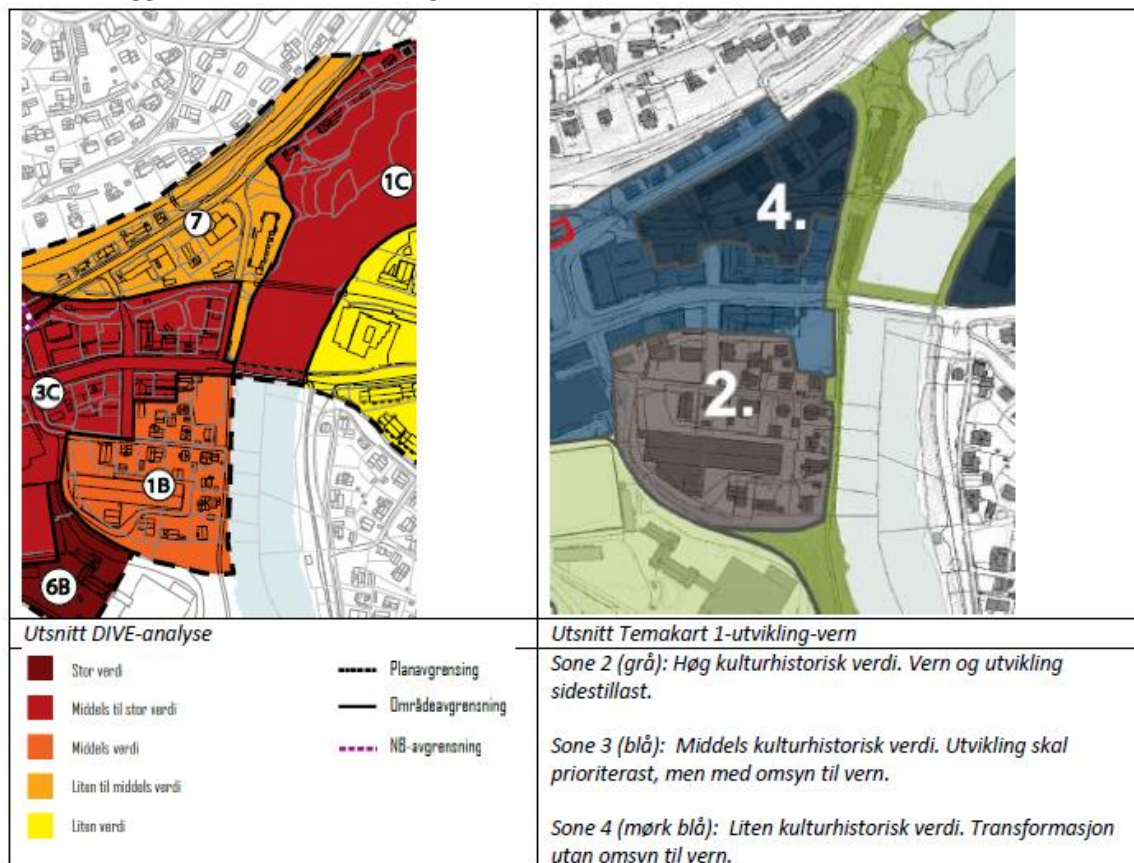 1C
7
3C
1B
6B
4.
2.
Utsnitt DIVE-analyse
Stor verdi
Middels til stor verdi
Middels verdi
Liten til middels verdi
Liten verdi
Planavgrensing
Områdeavgrensning
NB-avgrensning
Utsnitt Temakart 1-utvikling-vern
Sone 2 (grå): Høg kulturhistorisk verdi. Vern og utvikling
sidestillast.
Sone 3 (blå):  Middels kulturhistorisk verdi. Utvikling skal
prioriterast, men med omsyn til vern.
Sone 4 (mørk blå):  Liten kulturhistorisk verdi. Transformasjon
utan omsyn til vern.